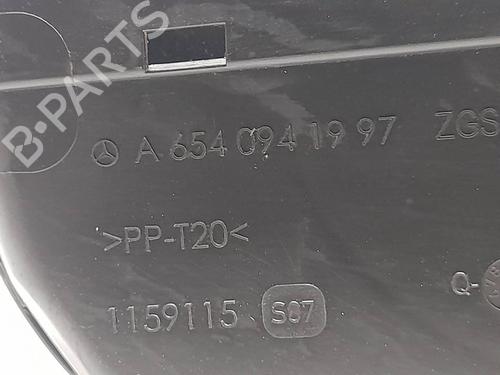 B-PARTS
A 654 094 19 97 ZGS
>PP-T20<
1159115 S07
Q-